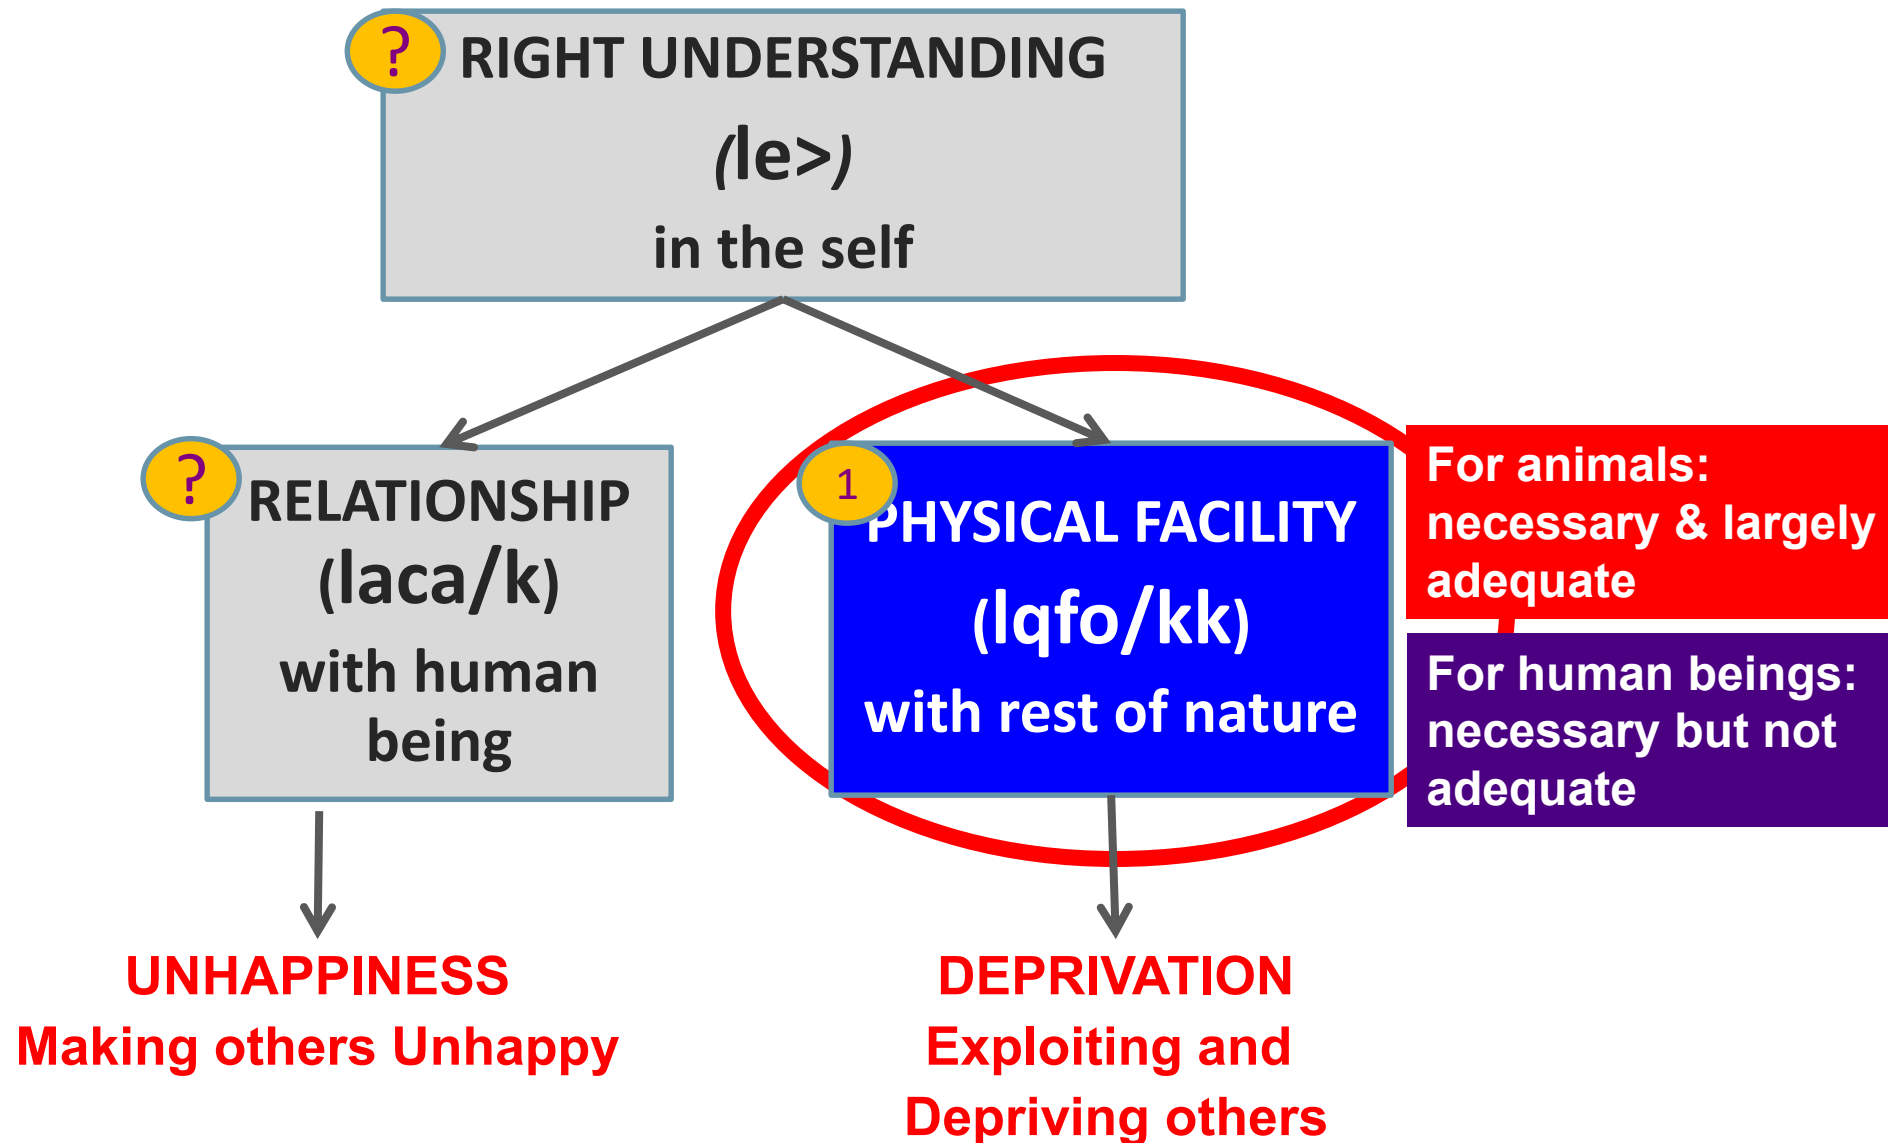 ?
RIGHT UNDERSTANDING
(le>)
in the self
?
RELATIONSHIP
(laca/k)
with human
being
1
PHYSICAL FACILITY
(lqfo/kk)
with rest of nature
For animals:
necessary & largely
adequate
For human beings:
necessary but not
adequate
UNHAPPINESS
Making others Unhappy
DEPRIVATION
Exploiting and
Depriving others